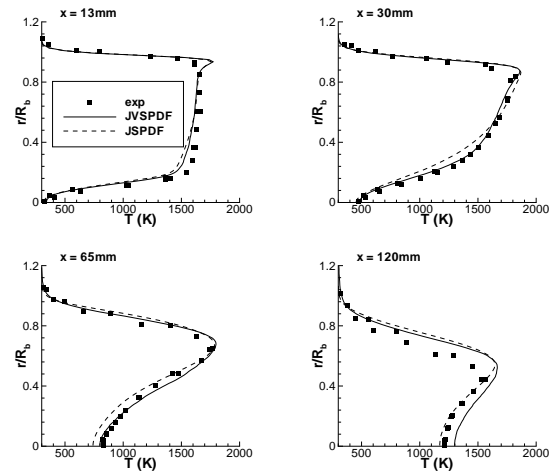 x = 13mm
r/R_b
1.2
0.8
0.4
0
exp
JVSPDF
JSPDF
500 1000 1500 2000
T (K)
x = 30mm
r/R_b
1.2
0.8
0.4
0
500 1000 1500 2000
T (K)
x = 65mm
r/R_b
1.2
0.8
0.4
0
500 1000 1500 2000
T (K)
x = 120mm
r/R_b
1.2
0.8
0.4
0
500 1000 1500 2000
T (K)